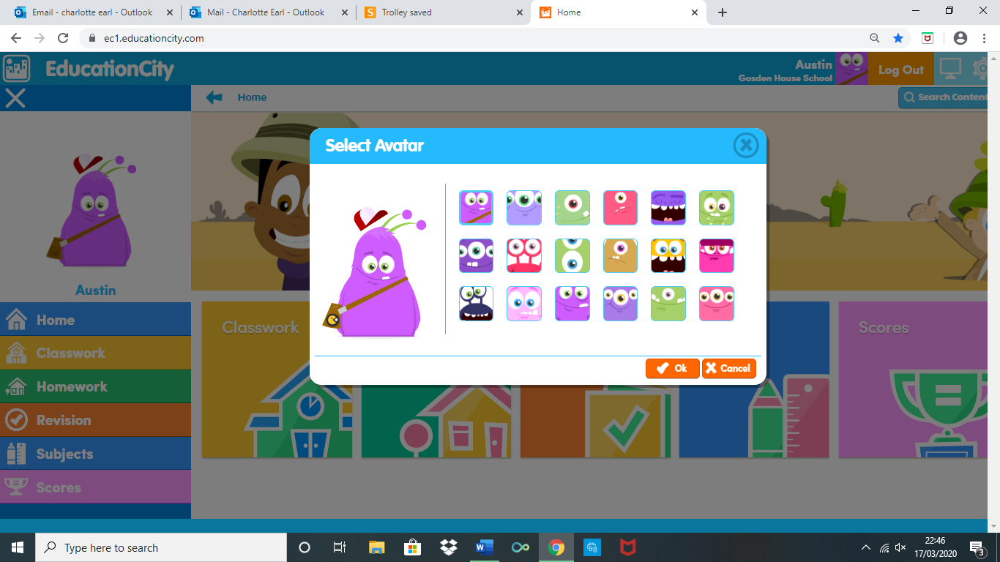 Email - charlotte earl - Outlook
Mail - Charlotte Earl - Outlook
S Trolley saved
Home
ec1.educationcity.com
EducationCity
Austin
Gosden House School
Log Out
Home
Search Content
Select Avatar
Austin
Home
Classwork
Homework
Revision
Subjects
Scores
Classwork
Scores
Ok
Cancel
Type here to search
W
22:46
17/03/2020
3